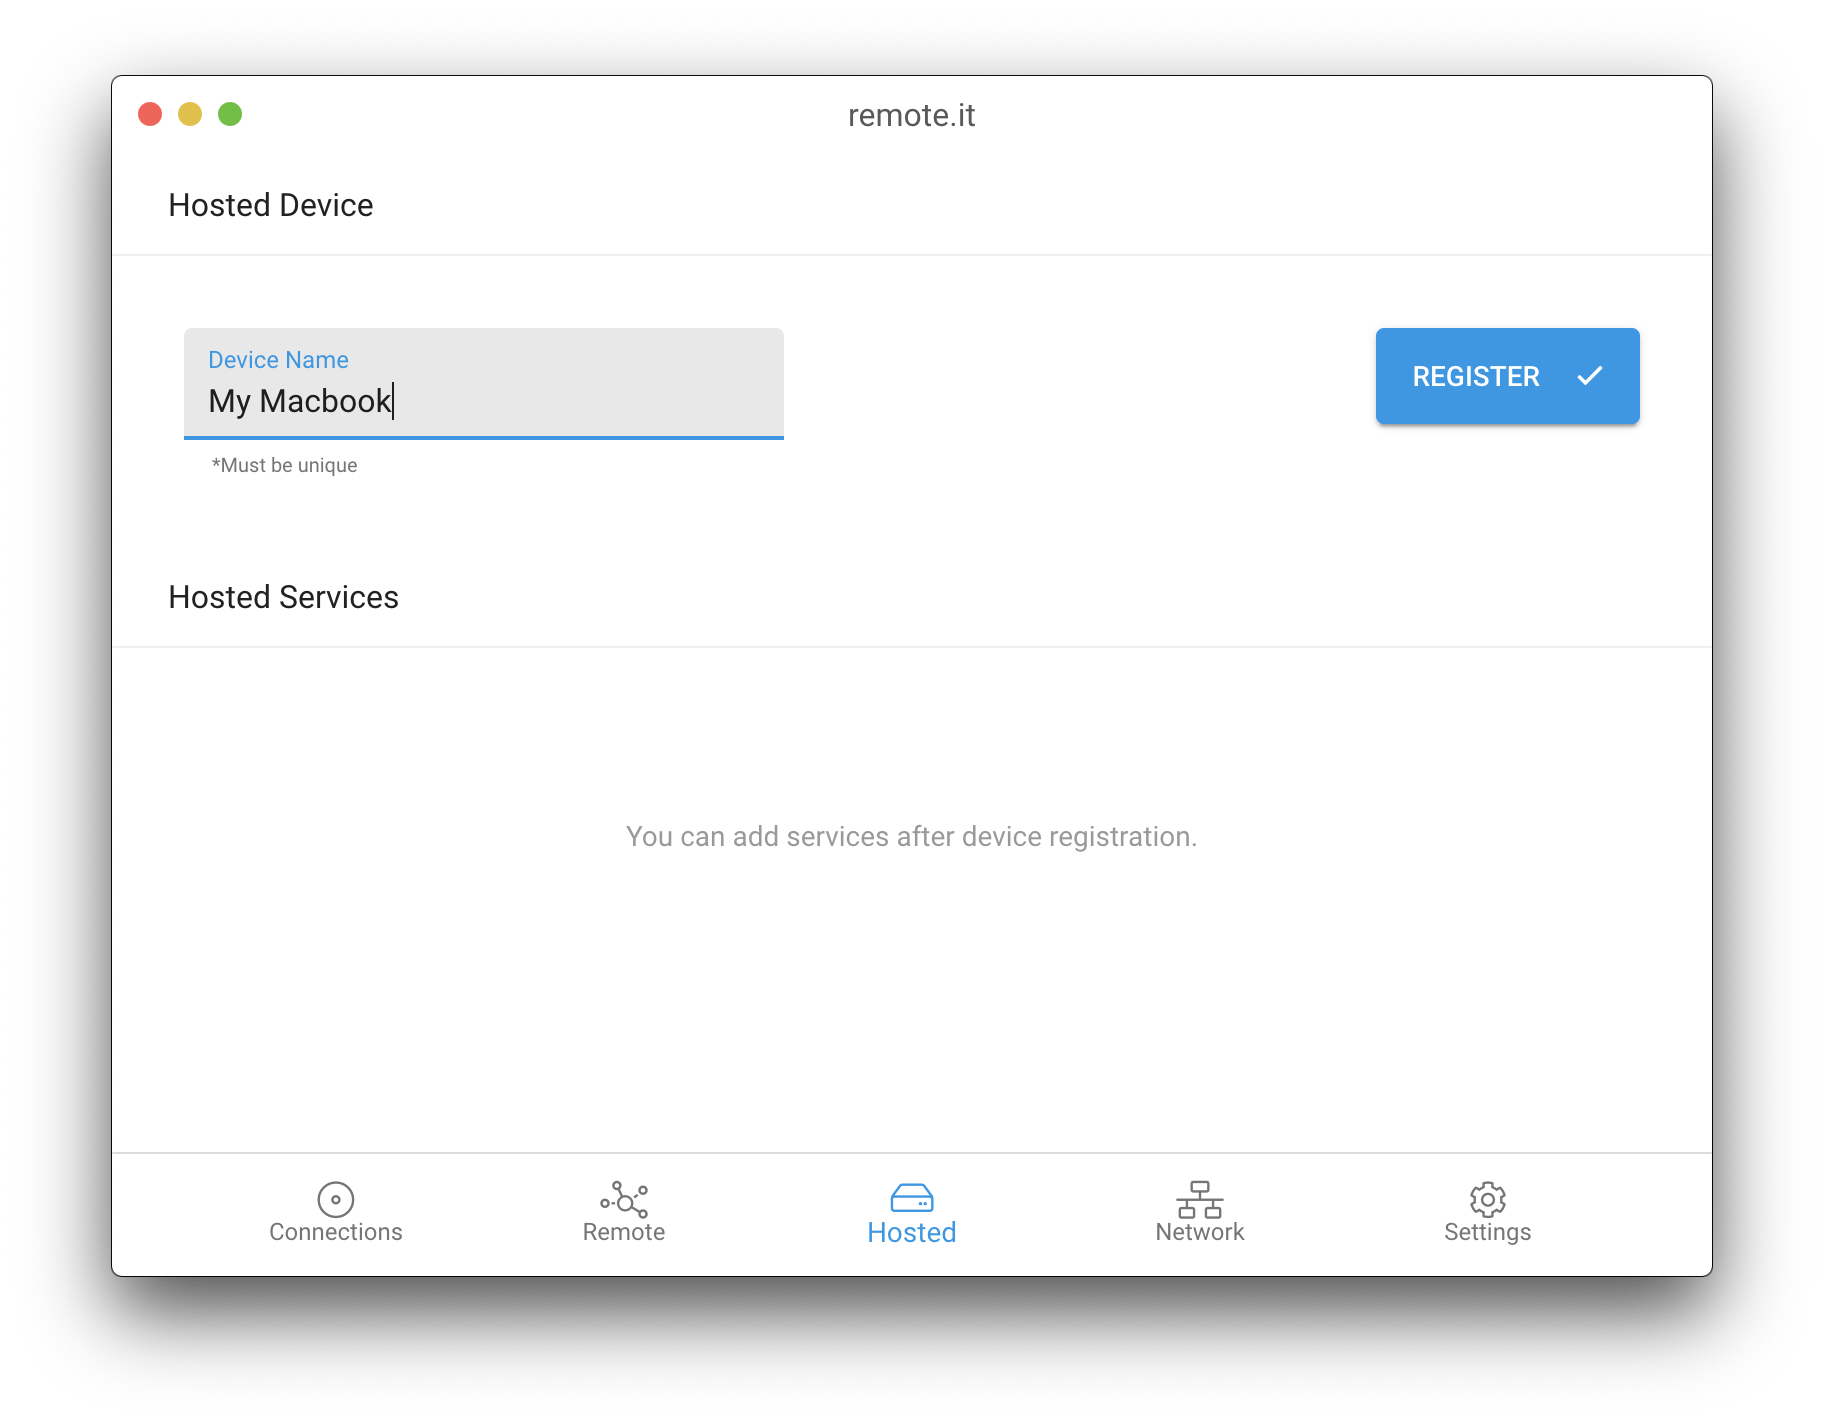 remote.it
Hosted Device
Device Name
My Macbook
REGISTER
*Must be unique
Hosted Services
You can add services after device registration.
Connections
Remote
Hosted
Network
Settings